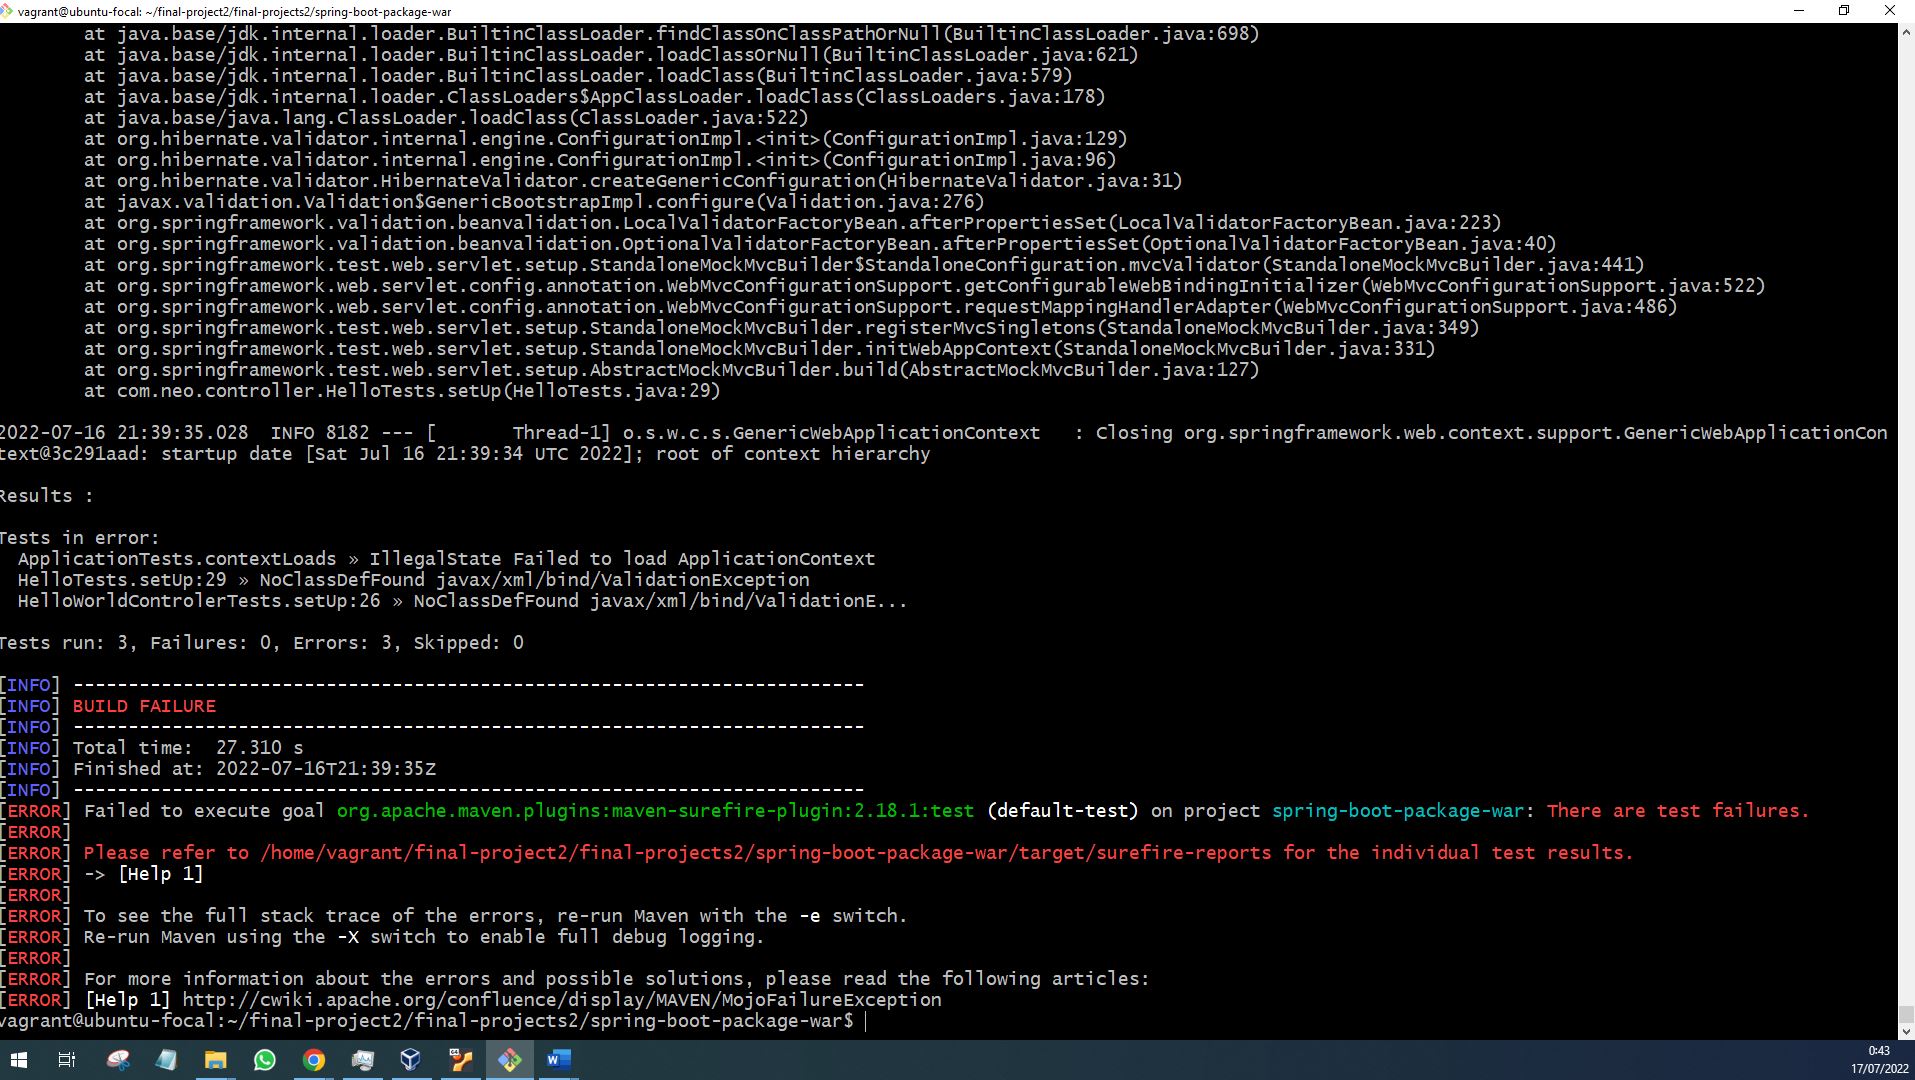 vagrant@ubuntu-focal: ~/final-project2/final-projects2/spring-boot-package-war
at java.base/jdk.internal.loader.BuiltinClassLoader.findClassOnClassPathOrNull(BuiltinClassLoader.java:698)
at java.base/jdk.internal.loader.BuiltinClassLoader.loadClassOrNull(BuiltinClassLoader.java:621)
at java.base/jdk.internal.loader.BuiltinClassLoader.loadClass(BuiltinClassLoader.java:579)
at java.base/jdk.internal.loader.ClassLoaders$AppClassLoader.loadClass(ClassLoaders.java:178)
at java.base/java.lang.ClassLoader.loadClass(ClassLoader.java:522)
at org.hibernate.validator.internal.engine.ConfigurationImpl.<init>(ConfigurationImpl.java:129)
at org.hibernate.validator.internal.engine.ConfigurationImpl.<init>(ConfigurationImpl.java:96)
at org.hibernate.validator.HibernateValidator.createGenericConfiguration(HibernateValidator.java:31)
at javax.validation.Validation$GenericBootstrapImpl.configure(Validation.java:276)
at org.springframework.validation.beanvalidation.LocalValidatorFactoryBean.afterPropertiesSet(LocalValidatorFactoryBean.java:223)
at org.springframework.validation.beanvalidation.OptionalValidatorFactoryBean.afterPropertiesSet(OptionalValidatorFactoryBean.java:40)
at org.springframework.test.web.servlet.setup.StandaloneMockMvcBuilder$StandaloneConfiguration.mvcValidator(StandaloneMockMvcBuilder.java:441)
at org.springframework.web.servlet.config.annotation.WebMvcConfigurationSupport.getConfigurableWebBindingInitializer(WebMvcConfigurationSupport.java:522)
at org.springframework.web.servlet.config.annotation.WebMvcConfigurationSupport.requestMappingHandlerAdapter(WebMvcConfigurationSupport.java:486)
at org.springframework.test.web.servlet.setup.StandaloneMockMvcBuilder.registerMvcSingletons(StandaloneMockMvcBuilder.java:349)
at org.springframework.test.web.servlet.setup.StandaloneMockMvcBuilder.initWebAppContext(StandaloneMockMvcBuilder.java:331)
at org.springframework.test.web.servlet.setup.AbstractMockMvcBuilder.build(AbstractMockMvcBuilder.java:127)
at com.neo.controller.HelloTests.setUp(HelloTests.java:29)
2022-07-16 21:39:35.028  INFO 8182 --- [       Thread-1] o.s.w.c.s.GenericWebApplicationContext   : Closing org.springframework.web.context.support.GenericWebApplicationCon
text@3c291aad: startup date [Sat Jul 16 21:39:34 UTC 2022]; root of context hierarchy
Results :
Tests in error:
ApplicationTests.contextLoads » IllegalState Failed to load ApplicationContext
HelloTests.setUp:29 » NoClassDefFound javax/xml/bind/ValidationException
HelloWorldControlerTests.setUp:26 » NoClassDefFound javax/xml/bind/ValidationE...
Tests run: 3, Failures: 0, Errors: 3, Skipped: 0
[INFO] ------------------------------------------------------------------------
[INFO] BUILD FAILURE
[INFO] ------------------------------------------------------------------------
[INFO] Total time:  27.310 s
[INFO] Finished at: 2022-07-16T21:39:35Z
[INFO] ------------------------------------------------------------------------
[ERROR] Failed to execute goal org.apache.maven.plugins:maven-surefire-plugin:2.18.1:test (default-test) on project spring-boot-package-war: There are test failures.
[ERROR]
[ERROR] Please refer to /home/vagrant/final-project2/final-projects2/spring-boot-package-war/target/surefire-reports for the individual test results.
[ERROR] -> [Help 1]
[ERROR]
[ERROR] To see the full stack trace of the errors, re-run Maven with the -e switch.
[ERROR] Re-run Maven using the -X switch to enable full debug logging.
[ERROR]
[ERROR] For more information about the errors and possible solutions, please read the following articles:
[ERROR] [Help 1] http://cwiki.apache.org/confluence/display/MAVEN/MojoFailureException
vagrant@ubuntu-focal:~/final-project2/final-projects2/spring-boot-package-war$
64
W
0:43
17/07/2022